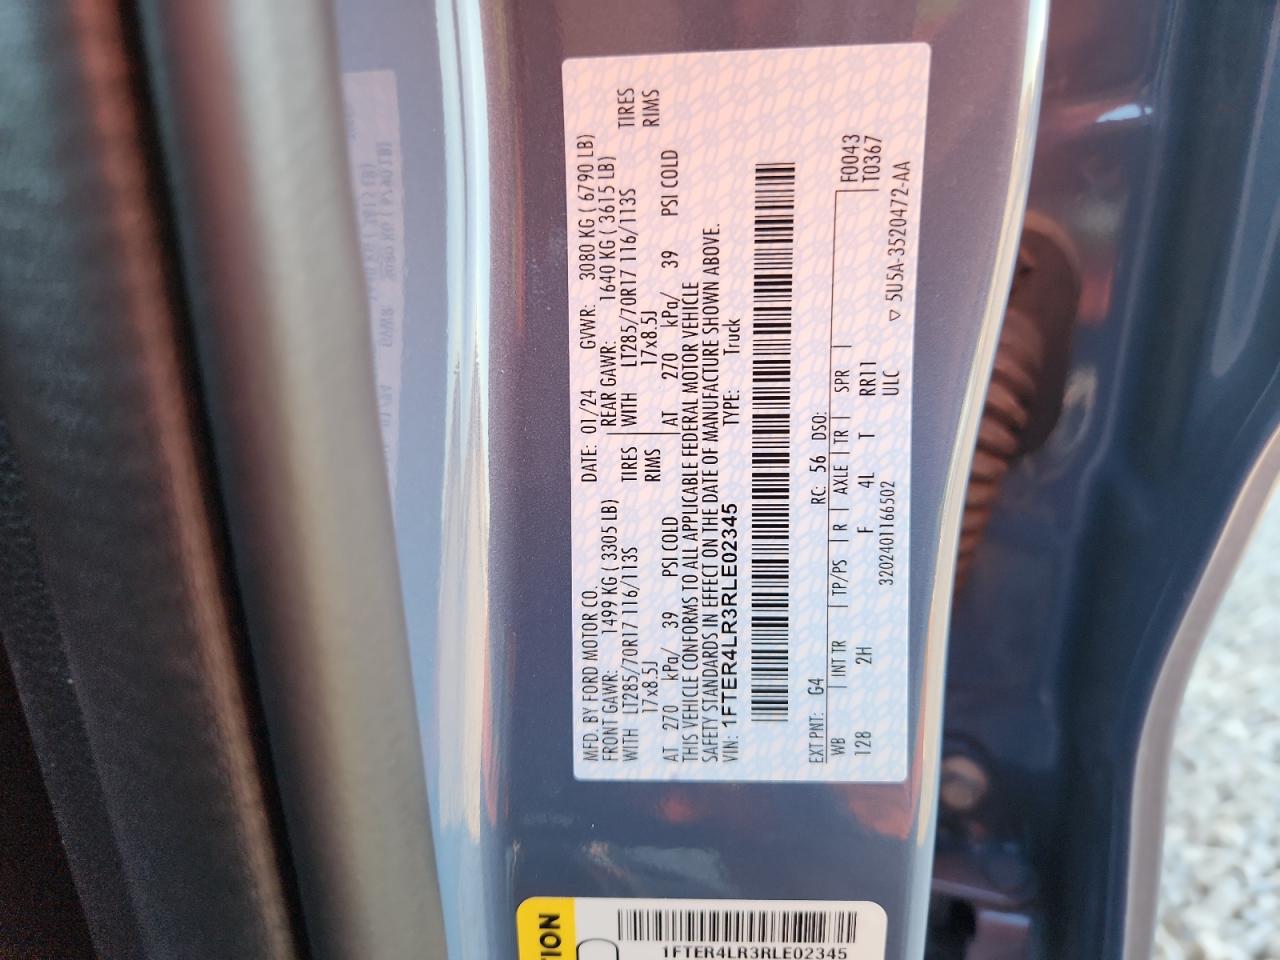 MFD. BY FORD MOTOR CO. DATE: 01/24 GVWR: 3080 KG ( 6790 LB)
FRONT GAWR: 1499 KG ( 3305 LB) REAR GAWR: 1640 KG ( 3615 LB)
WITH LT285/70R17 116/113S TIRES WITH LT285/70R17 116/113S TIRES
17x8.5J RIMS 17x8.5J RIMS
AT 270 kPa/ 39 PSI COLD AT 270 kPa/ 39 PSI COLD
THIS VEHICLE CONFORMS TO ALL APPLICABLE FEDERAL MOTOR VEHICLE
SAFETY STANDARDS IN EFFECT ON THE DATE OF MANUFACTURE SHOWN ABOVE.
VIN: 1FTER4LR3RLE02345 TYPE: Truck
EXT PNT: G4 RC: 56 DSO:
WB INT TR TP/PS R AXLE TR SPR F0043
128 2H F 4L T RR11 T0367
3202401166502 ULC ▽ 5U5A-3520472-AA
TION
1FTER4LR3RLE02345